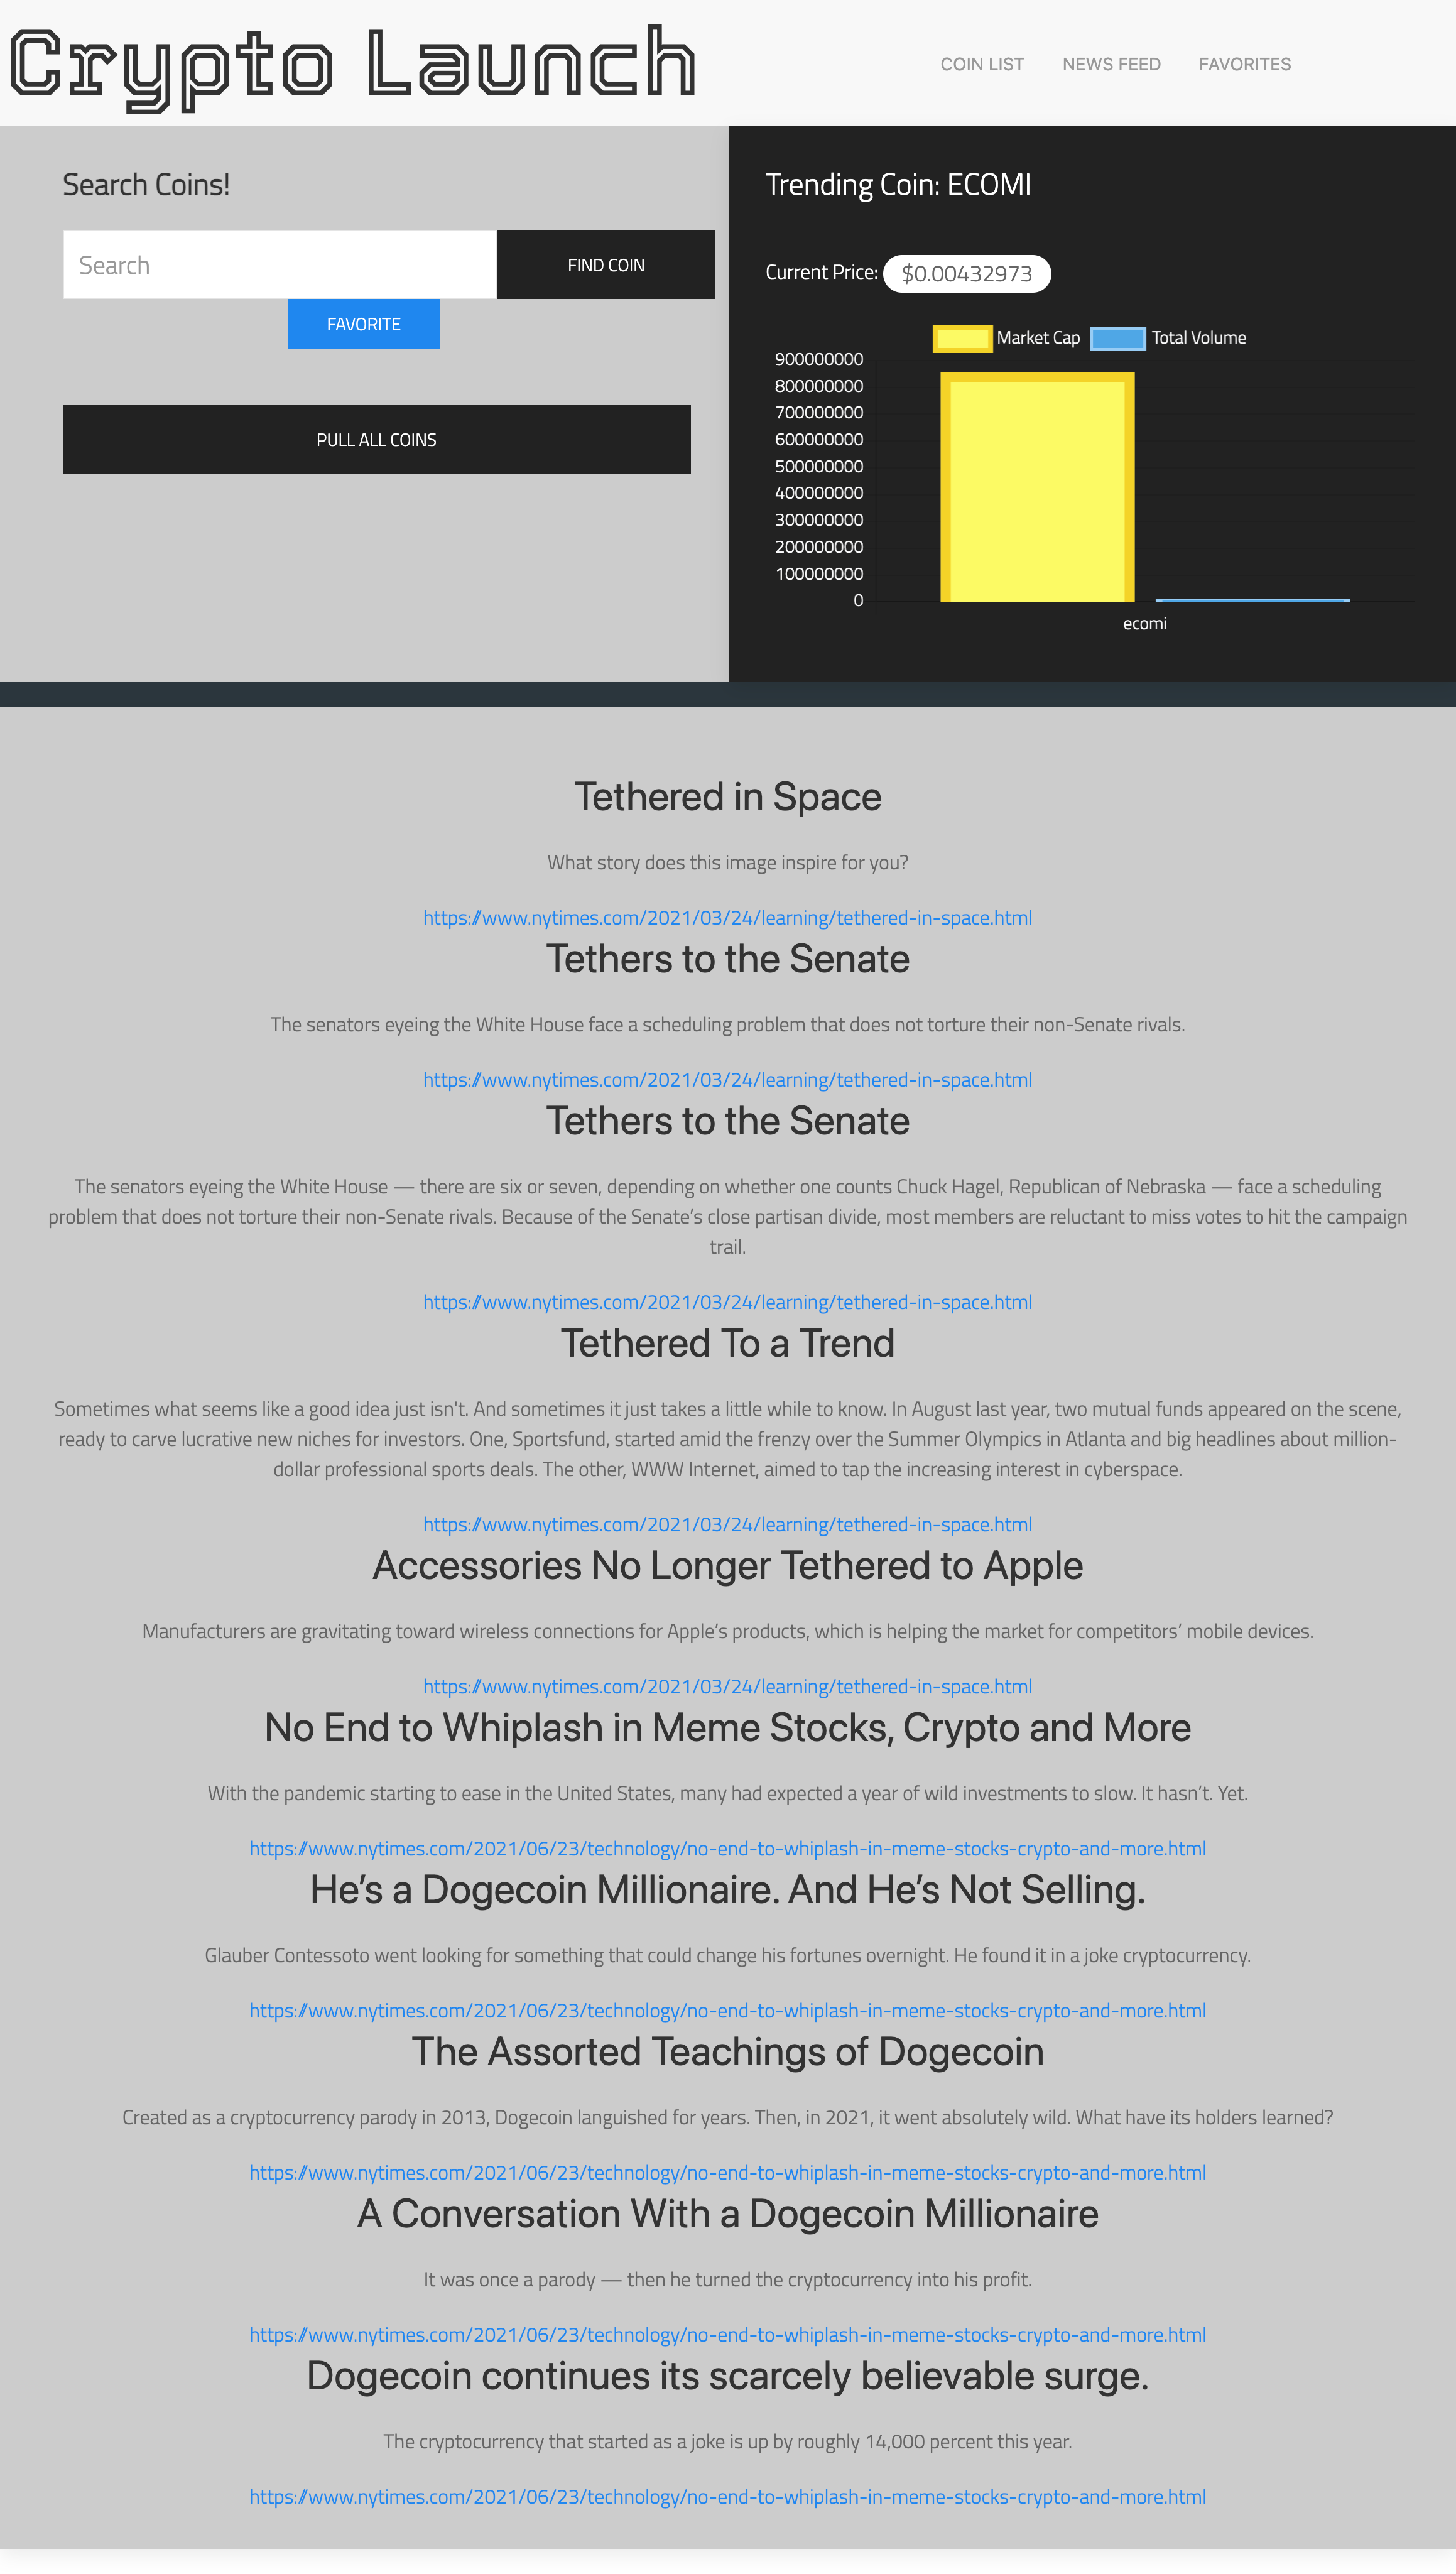 Crypto Launch
COIN LIST NEWS FEED FAVORITES
Search Coins!
Search
FIND COIN
FAVORITE
PULL ALL COINS
Trending Coin: ECOMI
Current Price: $0.00432973
Market Cap Total Volume
900000000
800000000
700000000
600000000
500000000
400000000
300000000
200000000
100000000
0
ecomi
Tethered in Space
What story does this image inspire for you?
https://www.nytimes.com/2021/03/24/learning/tethered-in-space.html
Tethers to the Senate
The senators eyeing the White House face a scheduling problem that does not torture their non-Senate rivals.
https://www.nytimes.com/2021/03/24/learning/tethered-in-space.html
Tethers to the Senate
The senators eyeing the White House — there are six or seven, depending on whether one counts Chuck Hagel, Republican of Nebraska — face a scheduling
problem that does not torture their non-Senate rivals. Because of the Senate’s close partisan divide, most members are reluctant to miss votes to hit the campaign
trail.
https://www.nytimes.com/2021/03/24/learning/tethered-in-space.html
Tethered To a Trend
Sometimes what seems like a good idea just isn't. And sometimes it just takes a little while to know. In August last year, two mutual funds appeared on the scene,
ready to carve lucrative new niches for investors. One, Sportsfund, started amid the frenzy over the Summer Olympics in Atlanta and big headlines about million-
dollar professional sports deals. The other, WWW Internet, aimed to tap the increasing interest in cyberspace.
https://www.nytimes.com/2021/03/24/learning/tethered-in-space.html
Accessories No Longer Tethered to Apple
Manufacturers are gravitating toward wireless connections for Apple’s products, which is helping the market for competitors’ mobile devices.
https://www.nytimes.com/2021/03/24/learning/tethered-in-space.html
No End to Whiplash in Meme Stocks, Crypto and More
With the pandemic starting to ease in the United States, many had expected a year of wild investments to slow. It hasn’t. Yet.
https://www.nytimes.com/2021/06/23/technology/no-end-to-whiplash-in-meme-stocks-crypto-and-more.html
He’s a Dogecoin Millionaire. And He’s Not Selling.
Glauber Contessoto went looking for something that could change his fortunes overnight. He found it in a joke cryptocurrency.
https://www.nytimes.com/2021/06/23/technology/no-end-to-whiplash-in-meme-stocks-crypto-and-more.html
The Assorted Teachings of Dogecoin
Created as a cryptocurrency parody in 2013, Dogecoin languished for years. Then, in 2021, it went absolutely wild. What have its holders learned?
https://www.nytimes.com/2021/06/23/technology/no-end-to-whiplash-in-meme-stocks-crypto-and-more.html
A Conversation With a Dogecoin Millionaire
It was once a parody — then he turned the cryptocurrency into his profit.
https://www.nytimes.com/2021/06/23/technology/no-end-to-whiplash-in-meme-stocks-crypto-and-more.html
Dogecoin continues its scarcely believable surge.
The cryptocurrency that started as a joke is up by roughly 14,000 percent this year.
https://www.nytimes.com/2021/06/23/technology/no-end-to-whiplash-in-meme-stocks-crypto-and-more.html